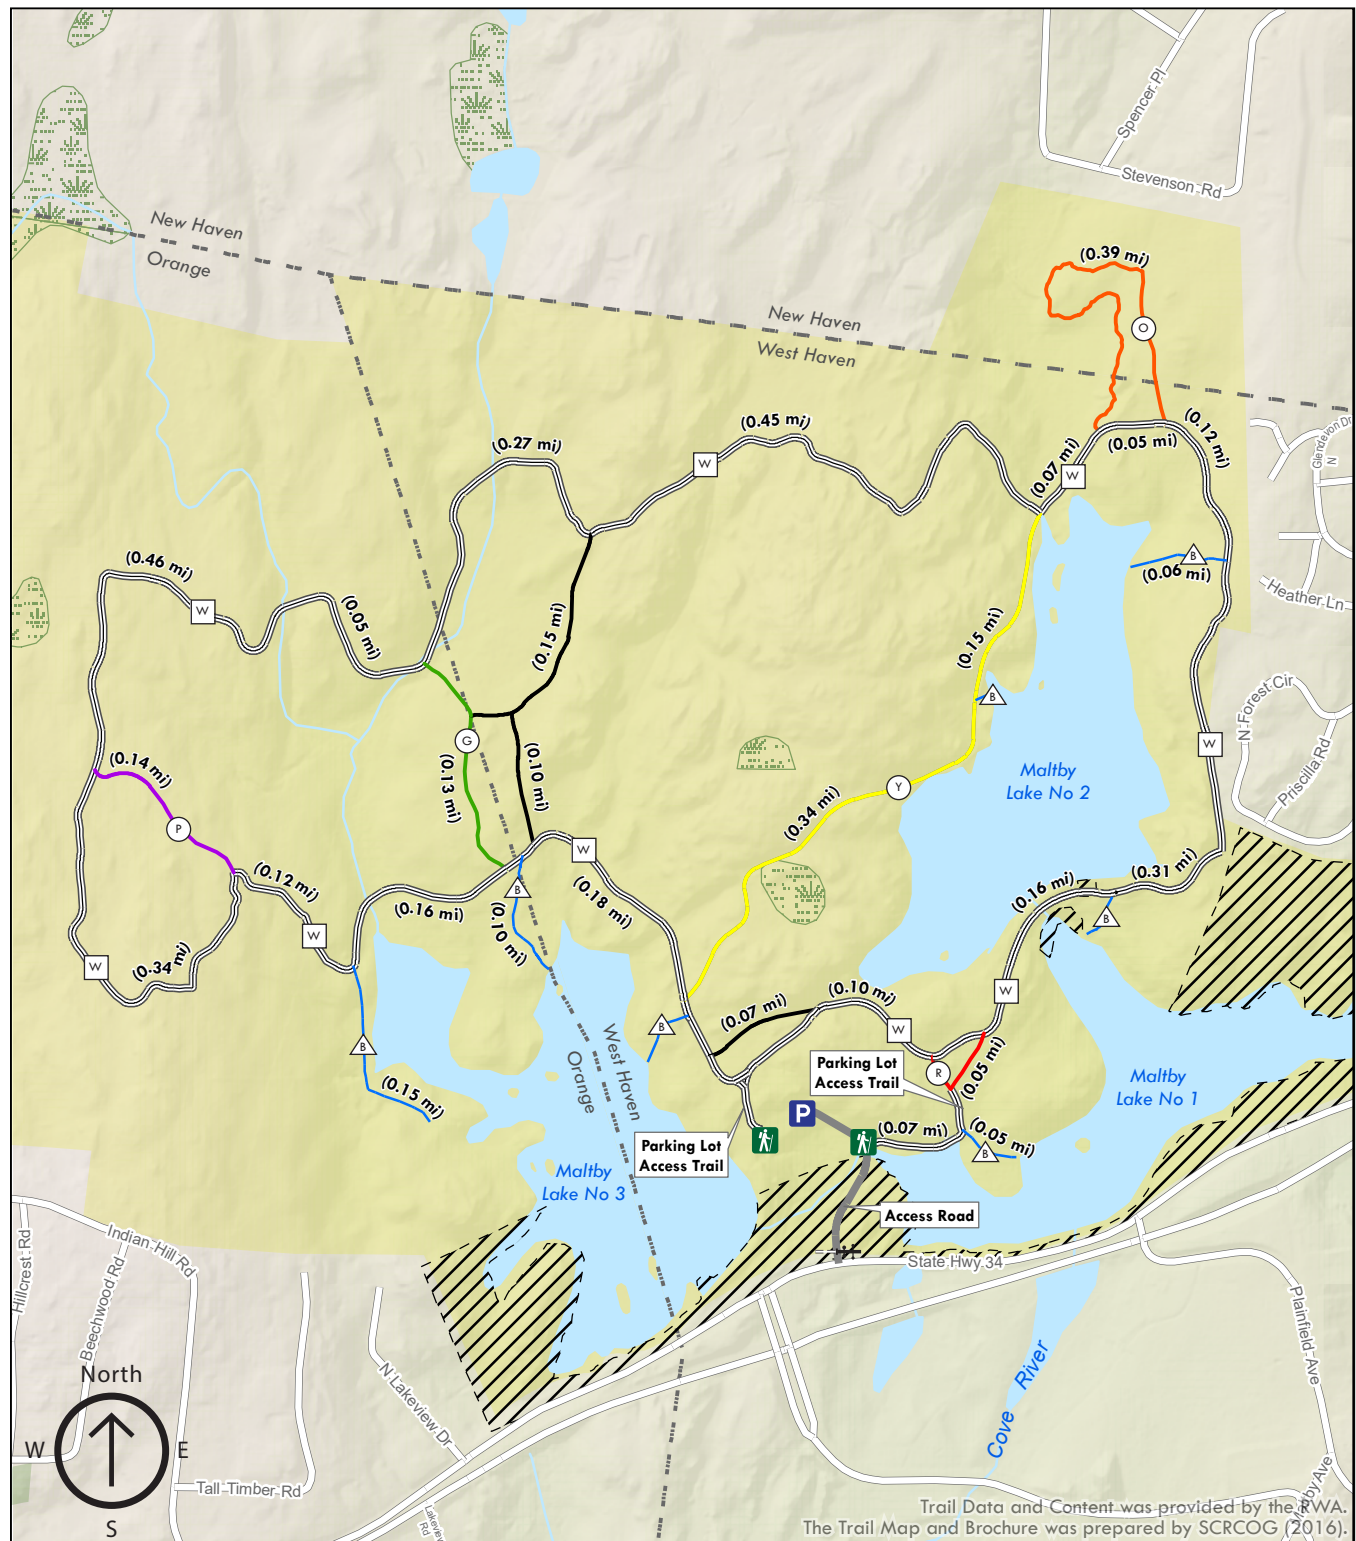 Spencer Pl
Stevenson Rd
New Haven
Orange
(0.39 mi)
O
New Haven
West Haven
(0.45 mi)
(0.27 mi)
W
(0.07 mi)
W
(0.05 mi)
(0.12 mi)
Glendevon Dr
N
(0.46 mi)
W
(0.05 mi)
(0.15 mi)
(0.15 mi)
B
(0.06 mi)
Heather Ln
B
N Forest Cir
Priscilla Rd
W
G
(0.13 mi)
(0.10 mi)
Maltby
Lake No 2
(0.14 mi)
P
Y
(0.34 mi)
W
(0.12 mi)
W
(0.16 mi)
B
(0.10 mi)
(0.18 mi)
(0.16 mi)
(0.31 mi)
B
W
(0.34 mi)
(0.07 mi)
(0.10 mi)
W
W
B
B
(0.15 mi)
West Haven
Orange
Parking Lot
Access Trail
R
(0.05 mi)
Maltby
Lake No 1
P
(0.07 mi)
(0.05 mi)
B
Parking Lot
Access Trail
Maltby
Lake No 3
Access Road
State Hwy 34
Hillcrest Rd
Indian Hill Rd
Beechwood Rd
N Lakeview Dr
Plainfield Ave
Cove River
North
W
E
S
Tall Timber Rd
Lakeview
Rd
Maltby Ave
Trail Data and Content was provided by the RWA.
The Trail Map and Brochure was prepared by SCRCOG (2016).